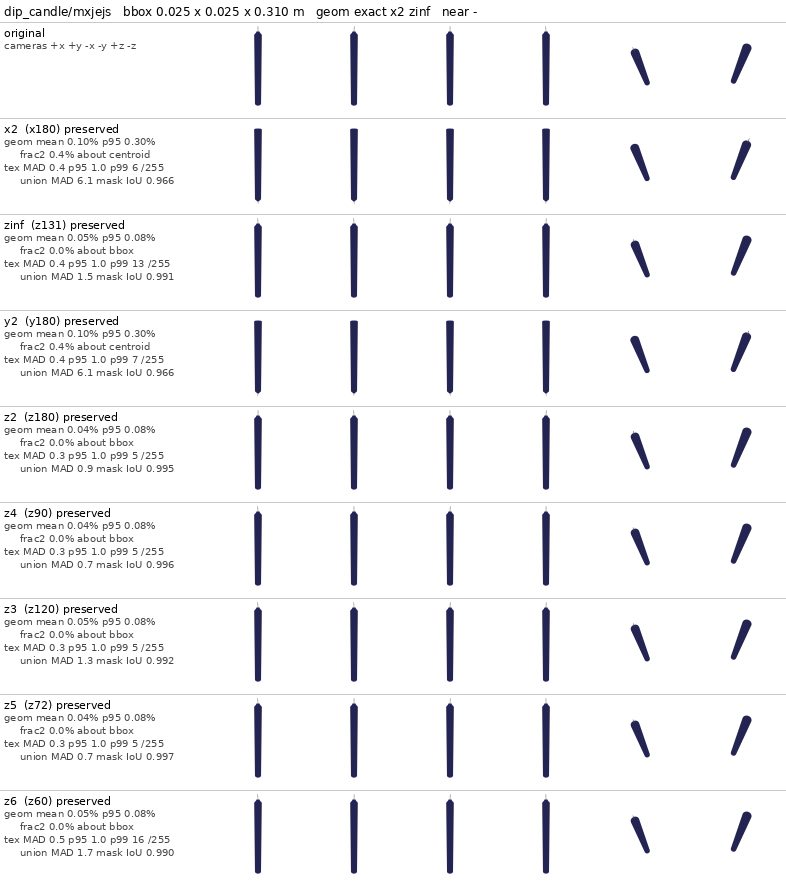 dip_candle/mxjejs   bbox 0.025 x 0.025 x 0.310 m   geom exact x2 zinf   near -
original
cameras +x +y -x -y +z -z
x2  (x180) preserved
geom mean 0.10% p95 0.30%
frac2 0.4% about centroid
tex MAD 0.4 p95 1.0 p99 6 /255
union MAD 6.1 mask IoU 0.966
zinf  (z131) preserved
geom mean 0.05% p95 0.08%
frac2 0.0% about bbox
tex MAD 0.4 p95 1.0 p99 13 /255
union MAD 1.5 mask IoU 0.991
y2  (y180) preserved
geom mean 0.10% p95 0.30%
frac2 0.4% about centroid
tex MAD 0.4 p95 1.0 p99 7 /255
union MAD 6.1 mask IoU 0.966
z2  (z180) preserved
geom mean 0.04% p95 0.08%
frac2 0.0% about bbox
tex MAD 0.3 p95 1.0 p99 5 /255
union MAD 0.9 mask IoU 0.995
z4  (z90) preserved
geom mean 0.04% p95 0.08%
frac2 0.0% about bbox
tex MAD 0.3 p95 1.0 p99 5 /255
union MAD 0.7 mask IoU 0.996
z3  (z120) preserved
geom mean 0.05% p95 0.08%
frac2 0.0% about bbox
tex MAD 0.3 p95 1.0 p99 5 /255
union MAD 1.3 mask IoU 0.992
z5  (z72) preserved
geom mean 0.04% p95 0.08%
frac2 0.0% about bbox
tex MAD 0.3 p95 1.0 p99 5 /255
union MAD 0.7 mask IoU 0.997
z6  (z60) preserved
geom mean 0.05% p95 0.08%
frac2 0.0% about bbox
tex MAD 0.5 p95 1.0 p99 16 /255
union MAD 1.7 mask IoU 0.990